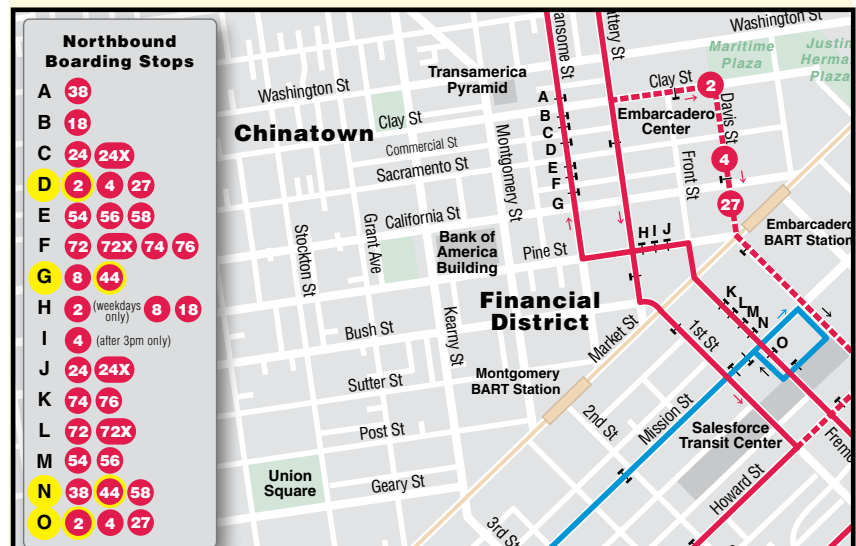 Northbound
Boarding Stops
A 38
B 18
C 24 24X
D 2 4 27
E 54 56 58
F 72 72X 74 76
G 8 44
H 2 (weekdays only) 8 18
I 4 (after 3pm only)
J 24 24X
K 74 76
L 72 72X
M 54 56
N 38 44 58
O 2 4 27
Washington St
Maritime
Plaza
Transamerica
Pyramid
Washington St
Clay St
2
A
B
C
D
E
F
G
Clay St
Chinatown
Commercial St
Sacramento St
Montgomery St
Embarcadero
Center
Davis St
4
Front St
27
California St
Grant Ave
Stockton St
Bank of
America
Building
Pine St
H I J
BART Station
Financial
District
K
L
M
N
O
Bush St
Kearny St
Market St
1st St
Sutter St
Montgomery
BART Station
Mission St
2nd St
Post St
Salesforce
Transit Center
Union
Square
Geary St
Howard St
3rd St